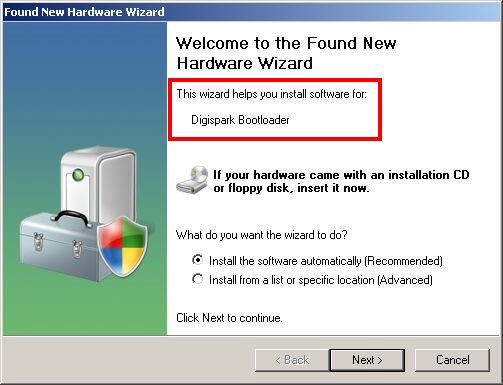 Found New Hardware Wizard
Welcome to the Found New
Hardware Wizard
This wizard helps you install software for:
Digispark Bootloader
If your hardware came with an installation CD
or floppy disk, insert it now.
What do you want the wizard to do?
Install the software automatically (Recommended)
Install from a list or specific location (Advanced)
Click Next to continue.
< Back
Next >
Cancel